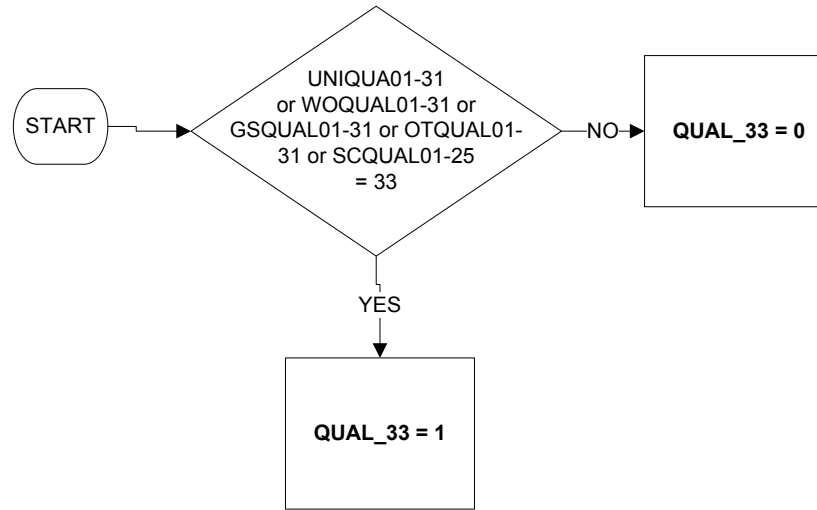 START
UNIQUA01-31
or WOQUAL01-31 or
GSQUAL01-31 or OTQUAL01-
31 or SCQUAL01-25
= 33
NO
QUAL_33 = 0
YES
QUAL_33 = 1